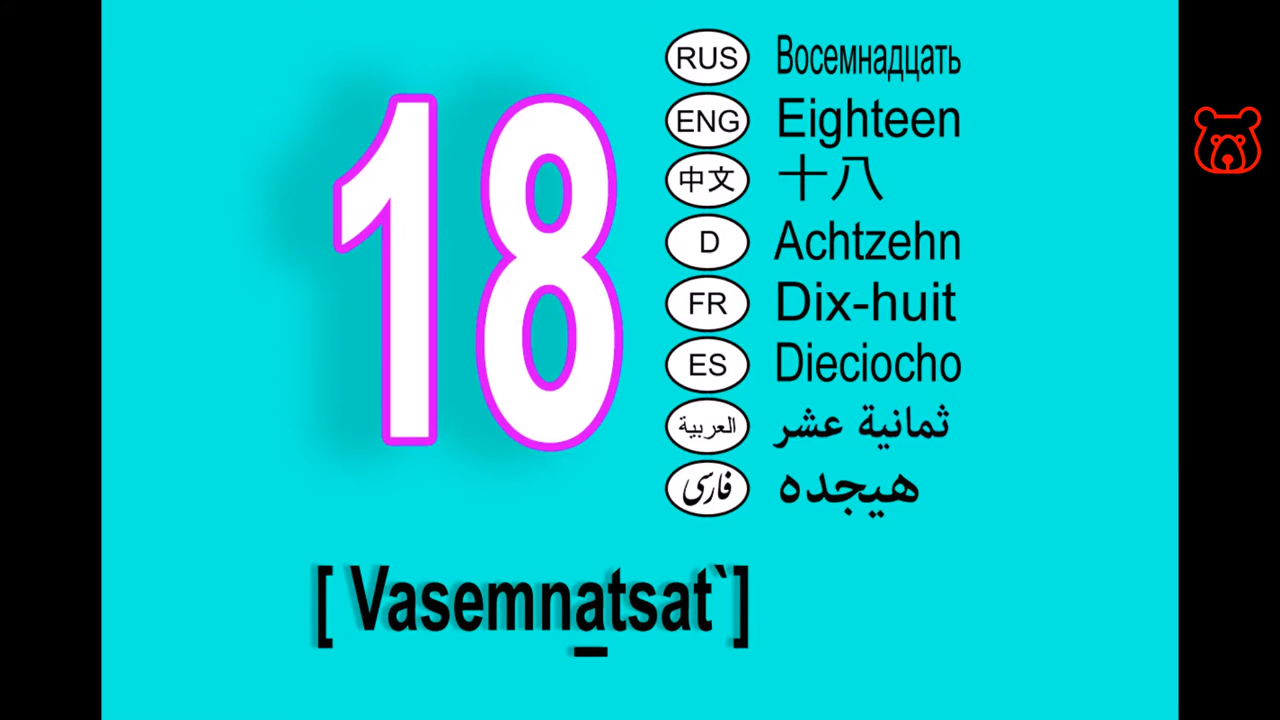 18
RUS Восемнадцать
ENG Eighteen
中文 十八
D Achtzehn
FR Dix-huit
ES Dieciocho
العربية ثمانية عشر
فارسی هیجده
[ Vasemnatsat`]